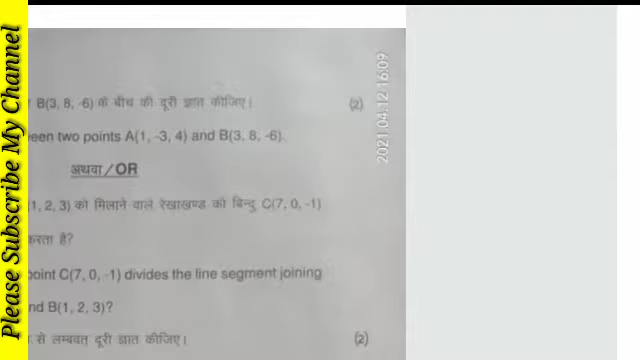 Please Subscribe My Channel
2021.04.12 16:09
B(3, 8, -6) के बीच की दूरी ज्ञात कीजिए। (2)
een two points A(1, -3, 4) and B(3, 8, -6).
अथवा/OR
(1, 2, 3) को मिलाने वाले रेखाखण्ड को बिन्दु C(7, 0, -1)
करता है?
point C(7, 0, -1) divides the line segment joining
nd B(1, 2, 3)?
से लम्बवत् दूरी ज्ञात कीजिए। (2)